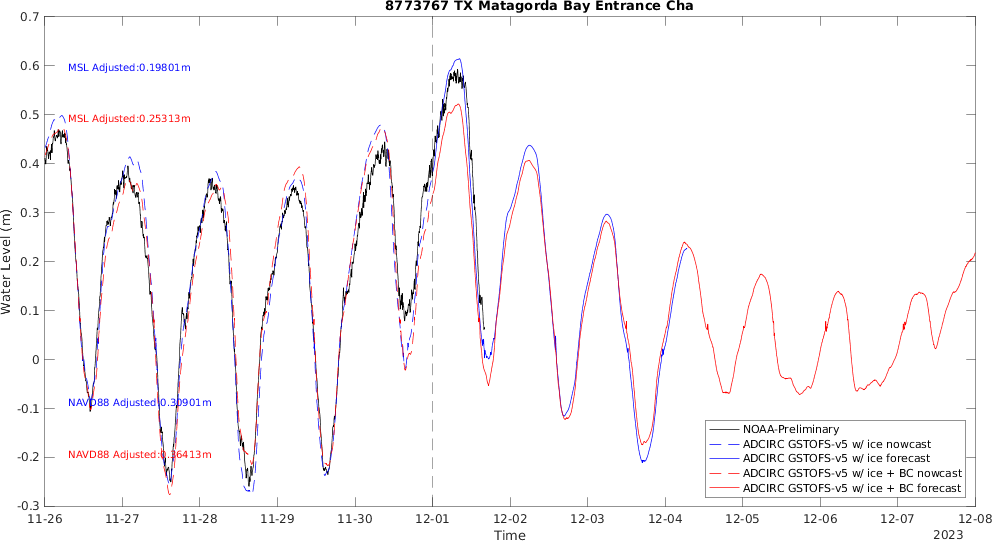 8773767 TX Matagorda Bay Entrance Cha
0.7
0.6
0.5
0.4
0.3
0.2
0.1
0
-0.1
-0.2
-0.3
Water Level (m)
MSL Adjusted:0.19801m
MSL Adjusted:0.25313m
NAVD88 Adjusted:0.30901m
NAVD88 Adjusted:0.36413m
NOAA-Preliminary
ADCIRC GSTOFS-v5 w/ ice nowcast
ADCIRC GSTOFS-v5 w/ ice forecast
ADCIRC GSTOFS-v5 w/ice + BC nowcast
ADCIRC GSTOFS-v5 w/ice + BC forecast
11-26 11-27 11-28 11-29 11-30 12-01 12-02 12-03 12-04 12-05 12-06 12-07 12-08
Time
2023